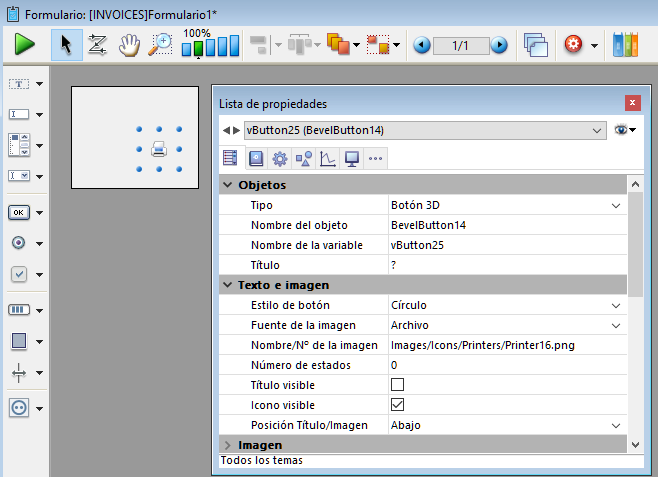 Formulario: [INVOICES]Formulario1*
100%
1/1
T
OK
Lista de propiedades
vButton25 (BevelButton14)
Objetos
Tipo Botón 3D
Nombre del objeto BevelButton14
Nombre de la variable vButton25
Título ?
Texto e imagen
Estilo de botón Círculo
Fuente de la imagen Archivo
Nombre/Nº de la imagen Images/Icons/Printers/Printer16.png
Número de estados 0
Título visible
Icono visible
Posición Título/Imagen Abajo
Imagen
Todos los temas